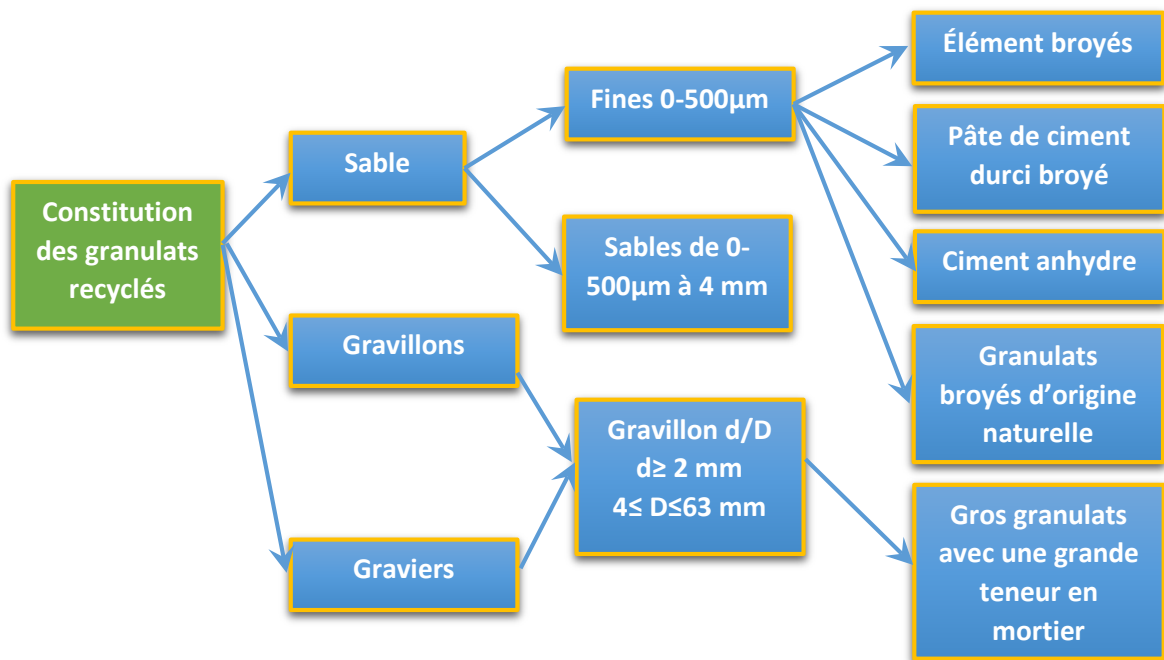 Constitution
des granulats
recyclés
Sable
Gravillons
Graviers
Fines 0-500µm
Sables de 0-
500µm à 4 mm
Gravillon d/D
d≥ 2 mm
4≤ D≤63 mm
Élément broyés
Pâte de ciment
durci broyé
Ciment anhydre
Granulats
broyés d’origine
naturelle
Gros granulats
avec une grande
teneur en
mortier